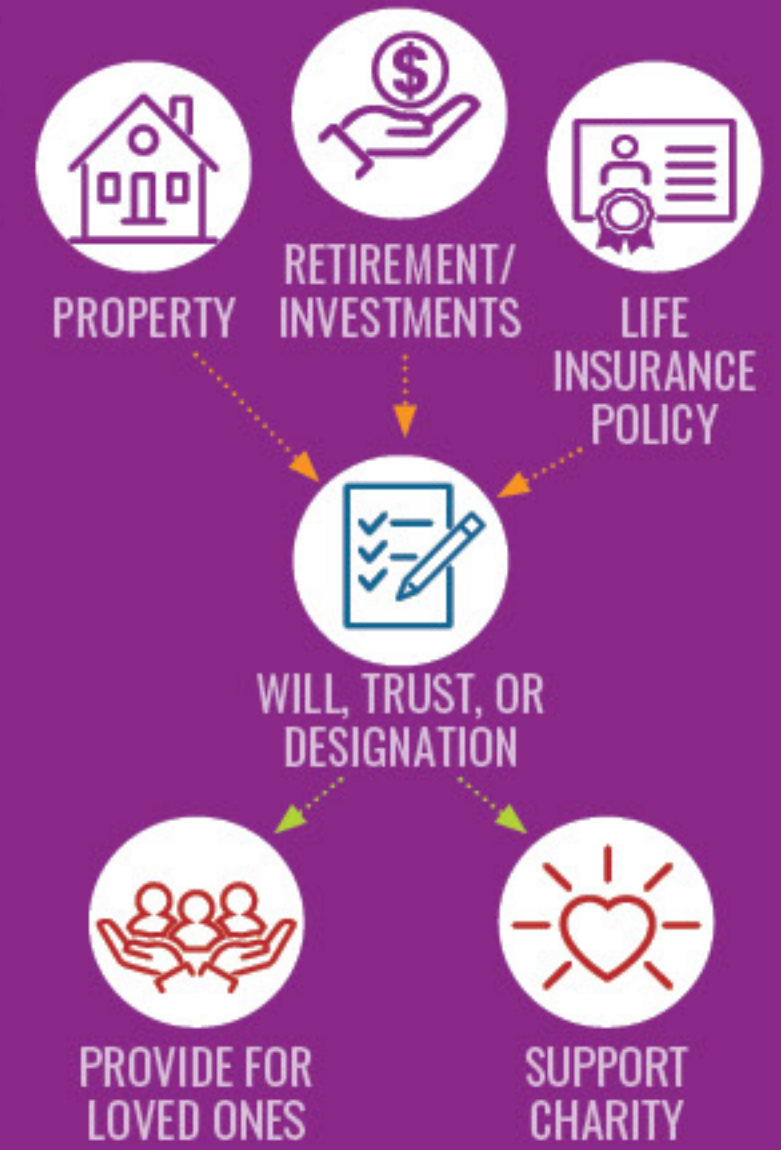 $
PROPERTY
RETIREMENT/
INVESTMENTS
LIFE
INSURANCE
POLICY
WILL, TRUST, OR
DESIGNATION
PROVIDE FOR
LOVED ONES
SUPPORT
CHARITY